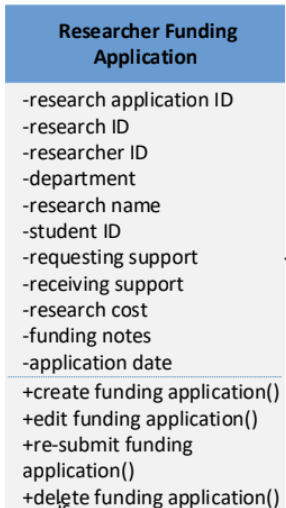 Researcher Funding
Application
-research application ID
-research ID
-researcher ID
-department
-research name
-student ID
-requesting support
-receiving support
-research cost
-funding notes
-application date
+create funding application()
+edit funding application()
+re-submit funding
application()
+delete funding application()